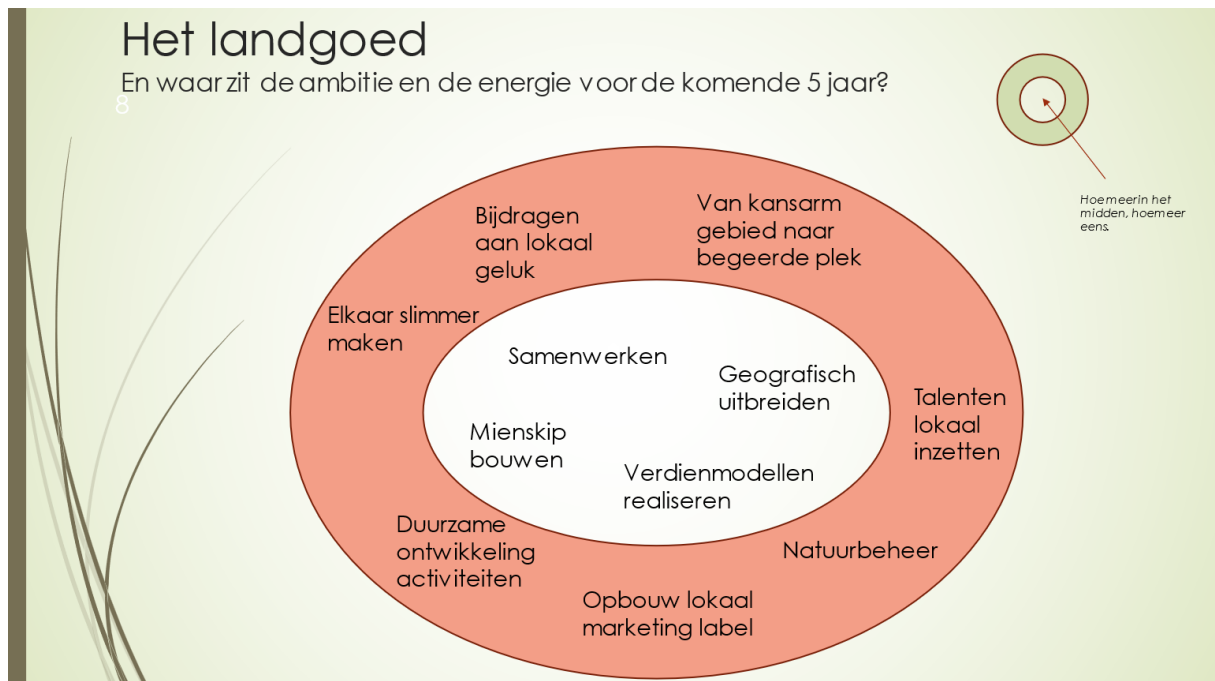 Het landgoed
En waar zit de ambitie en de energie voor de komende 5 jaar?
8
Hoe meer in het
midden, hoe meer
eens.
Bijdragen
aan lokaal
geluk
Van kansarm
gebied naar
begeerde plek
Elkaar slimmer
maken
Samenwerken
Geografisch
uitbreiden
Talenten
lokaal
inzetten
Mienskip
bouwen
Verdienmodellen
realiseren
Duurzame
ontwikkeling
activiteiten
Natuurbeheer
Opbouw lokaal
marketing label